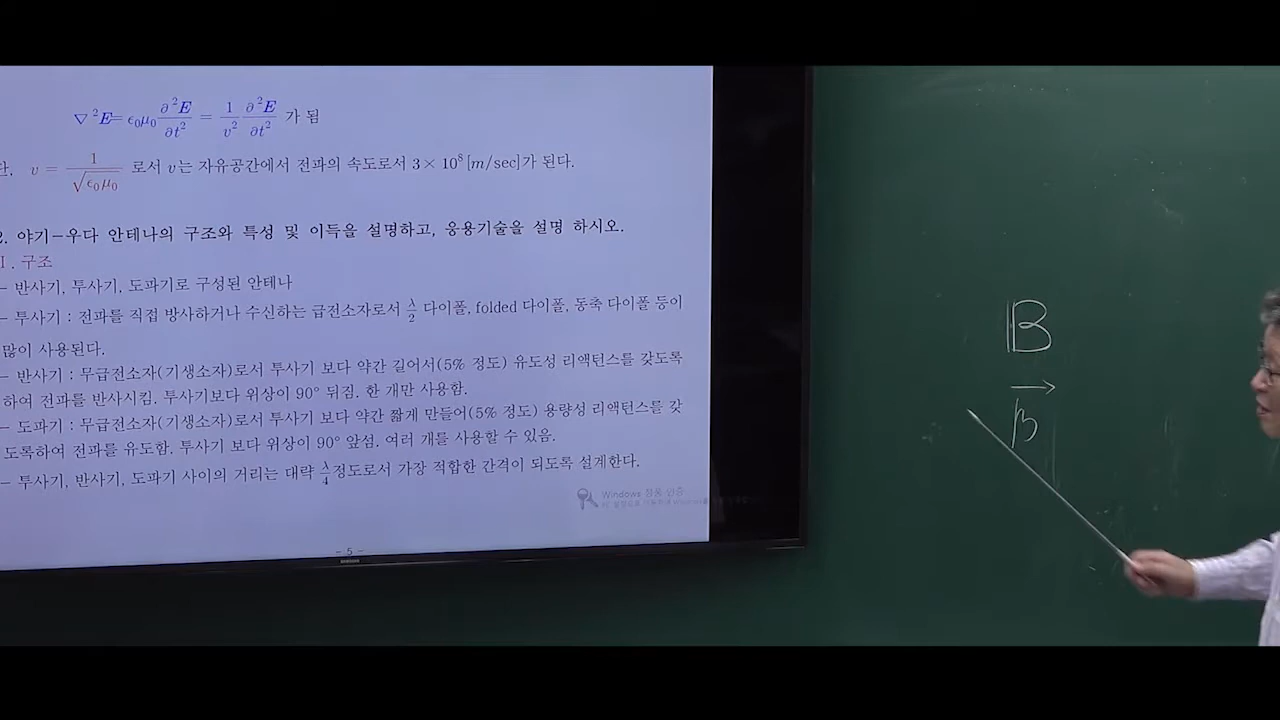 ∇²E = ϵ₀μ₀ ∂²E/∂t² = 1/v² ∂²E/∂t² 가 됨
단, v = 1/√(ϵ₀μ₀) 로서 v는 자유공간에서 전파의 속도로서 3×10⁸[m/sec]가 된다.
2. 야기-우다 안테나의 구조와 특성 및 이득을 설명하고, 응용기술을 설명 하시오.
1. 구조
- 반사기, 투사기, 도파기로 구성된 안테나
- 투사기 : 전파를 직접 방사하거나 수신하는 급전소자로서 λ/2 다이폴, folded 다이폴, 동축 다이폴 등이
많이 사용된다.
- 반사기 : 무급전소자(기생소자)로서 투사기 보다 약간 길어서(5% 정도) 유도성 리액턴스를 갖도록
하여 전파를 반사시킴. 투사기보다 위상이 90° 뒤짐. 한 개만 사용함.
- 도파기 : 무급전소자(기생소자)로서 투사기 보다 약간 짧게 만들어(5% 정도) 용량성 리액턴스를 갖
도록하여 전파를 유도함. 투사기 보다 위상이 90° 앞섬. 여러 개를 사용할 수 있음.
- 투사기, 반사기, 도파기 사이의 거리는 대략 λ/4정도로서 가장 적합한 간격이 되도록 설계한다.
Windows 정품 인증
- 5 -
SAMSUNG
B
→
B